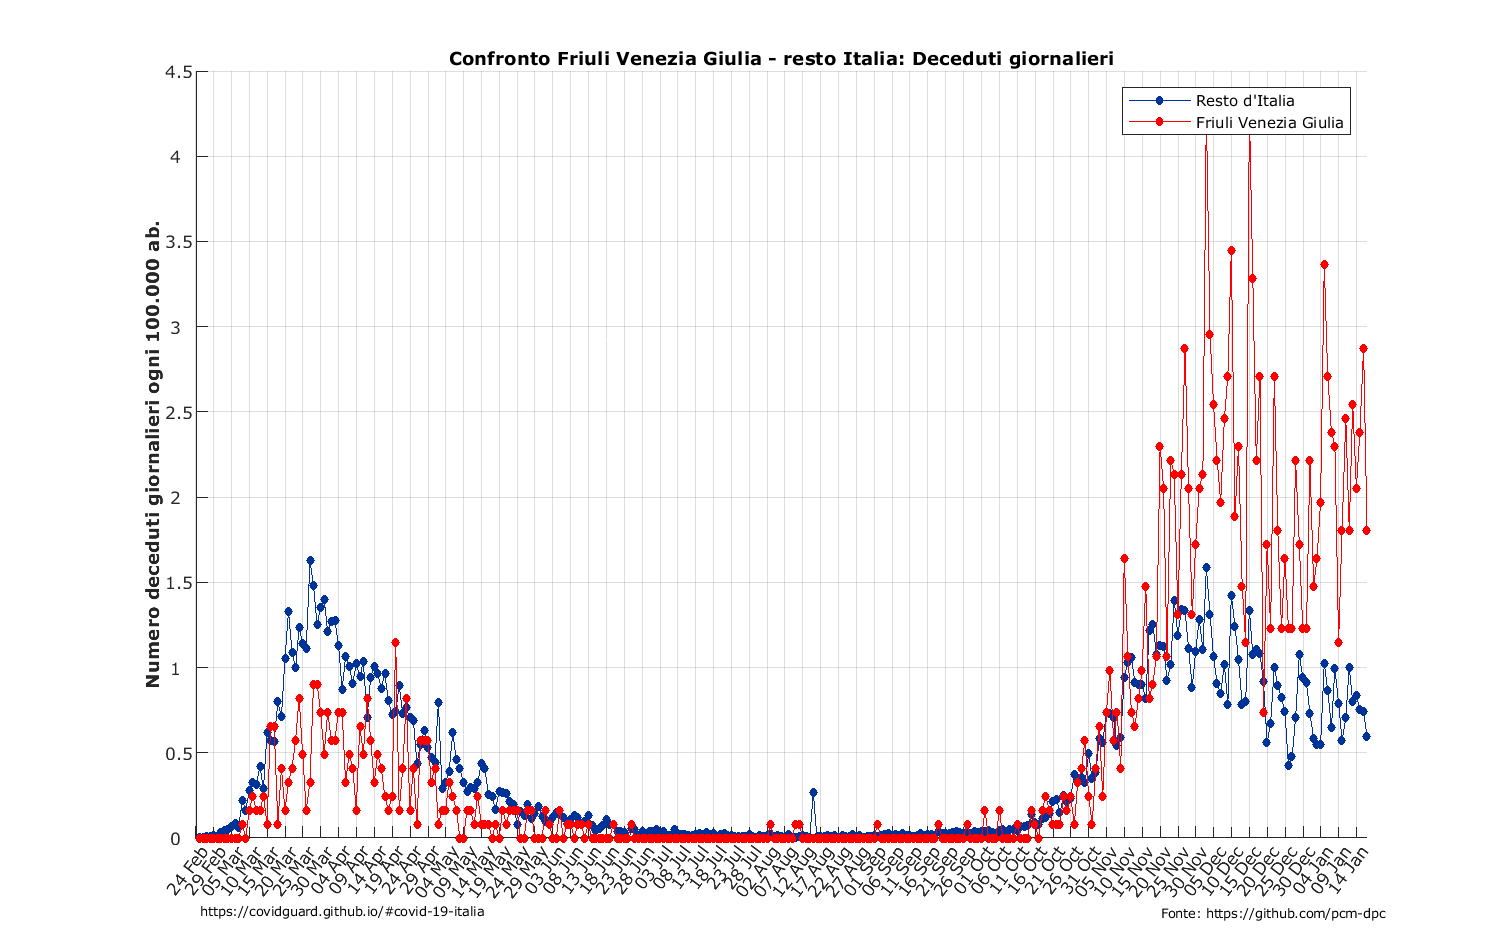 Confronto Friuli Venezia Giulia - resto Italia: Deceduti giornalieri
Resto d'Italia
Friuli Venezia Giulia
Numero deceduti giornalieri ogni 100.000 ab.
4.5
4
3.5
3
2.5
2
1.5
1
0.5
0
24 Feb
29 Feb
05 Mar
10 Mar
15 Mar
20 Mar
25 Mar
30 Mar
04 Apr
09 Apr
14 Apr
19 Apr
24 Apr
29 Apr
04 May
09 May
14 May
19 May
24 May
29 May
03 Jun
08 Jun
13 Jun
18 Jun
23 Jun
28 Jun
03 Jul
08 Jul
13 Jul
18 Jul
23 Jul
28 Jul
02 Aug
07 Aug
12 Aug
17 Aug
22 Aug
27 Aug
01 Sep
06 Sep
11 Sep
16 Sep
21 Sep
26 Sep
01 Oct
06 Oct
11 Oct
16 Oct
21 Oct
26 Oct
31 Oct
05 Nov
10 Nov
15 Nov
20 Nov
25 Nov
30 Nov
05 Dec
10 Dec
15 Dec
20 Dec
25 Dec
30 Dec
04 Jan
09 Jan
14 Jan
https://covidguard.github.io/#covid-19-italia
Fonte: https://github.com/pcm-dpc